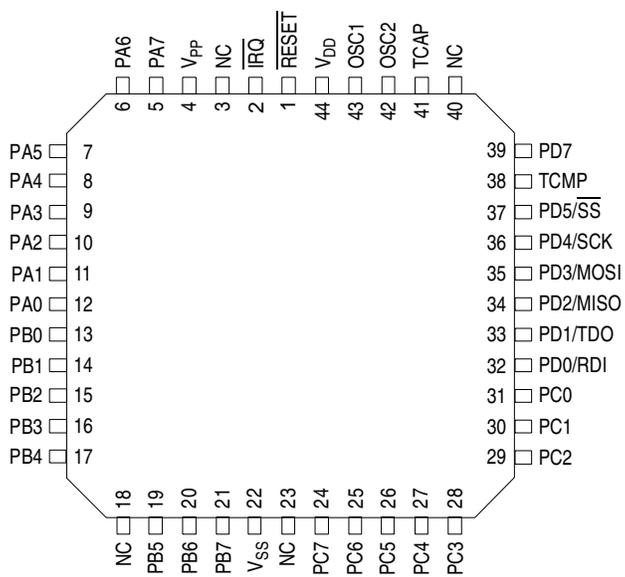 PA6 PA7 VPP NC IRQ RESET VDD OSC1 OSC2 TCAP NC
6 5 4 3 2 1 44 43 42 41 40
PA5 7 39 PD7
PA4 8 38 TCMP
PA3 9 37 PD5/SS
PA2 10 36 PD4/SCK
PA1 11 35 PD3/MOSI
PA0 12 34 PD2/MISO
PB0 13 33 PD1/TDO
PB1 14 32 PD0/RDI
PB2 15 31 PC0
PB3 16 30 PC1
PB4 17 29 PC2
18 19 20 21 22 23 24 25 26 27 28
NC PB5 PB6 PB7 VSS NC PC7 PC6 PC5 PC4 PC3